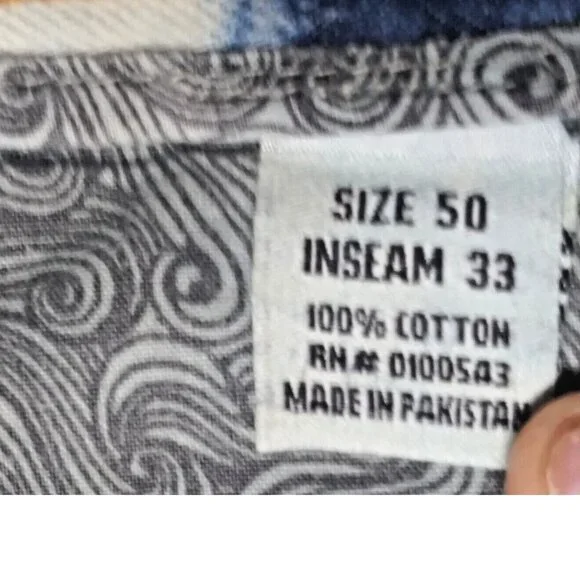 SIZE 50
INSEAM 33
100% COTTON
RN# 0100543
MADE IN PAKISTAN